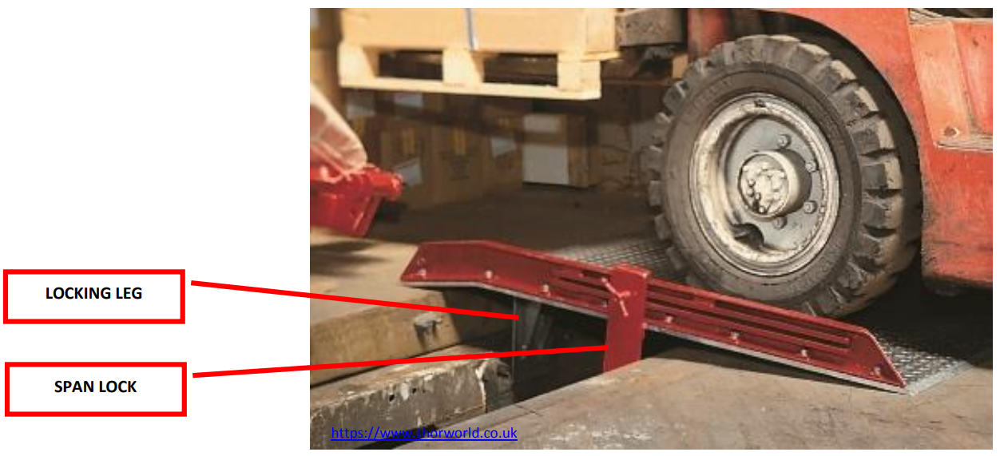 LOCKING LEG
SPAN LOCK
https://www.thorworld.co.uk